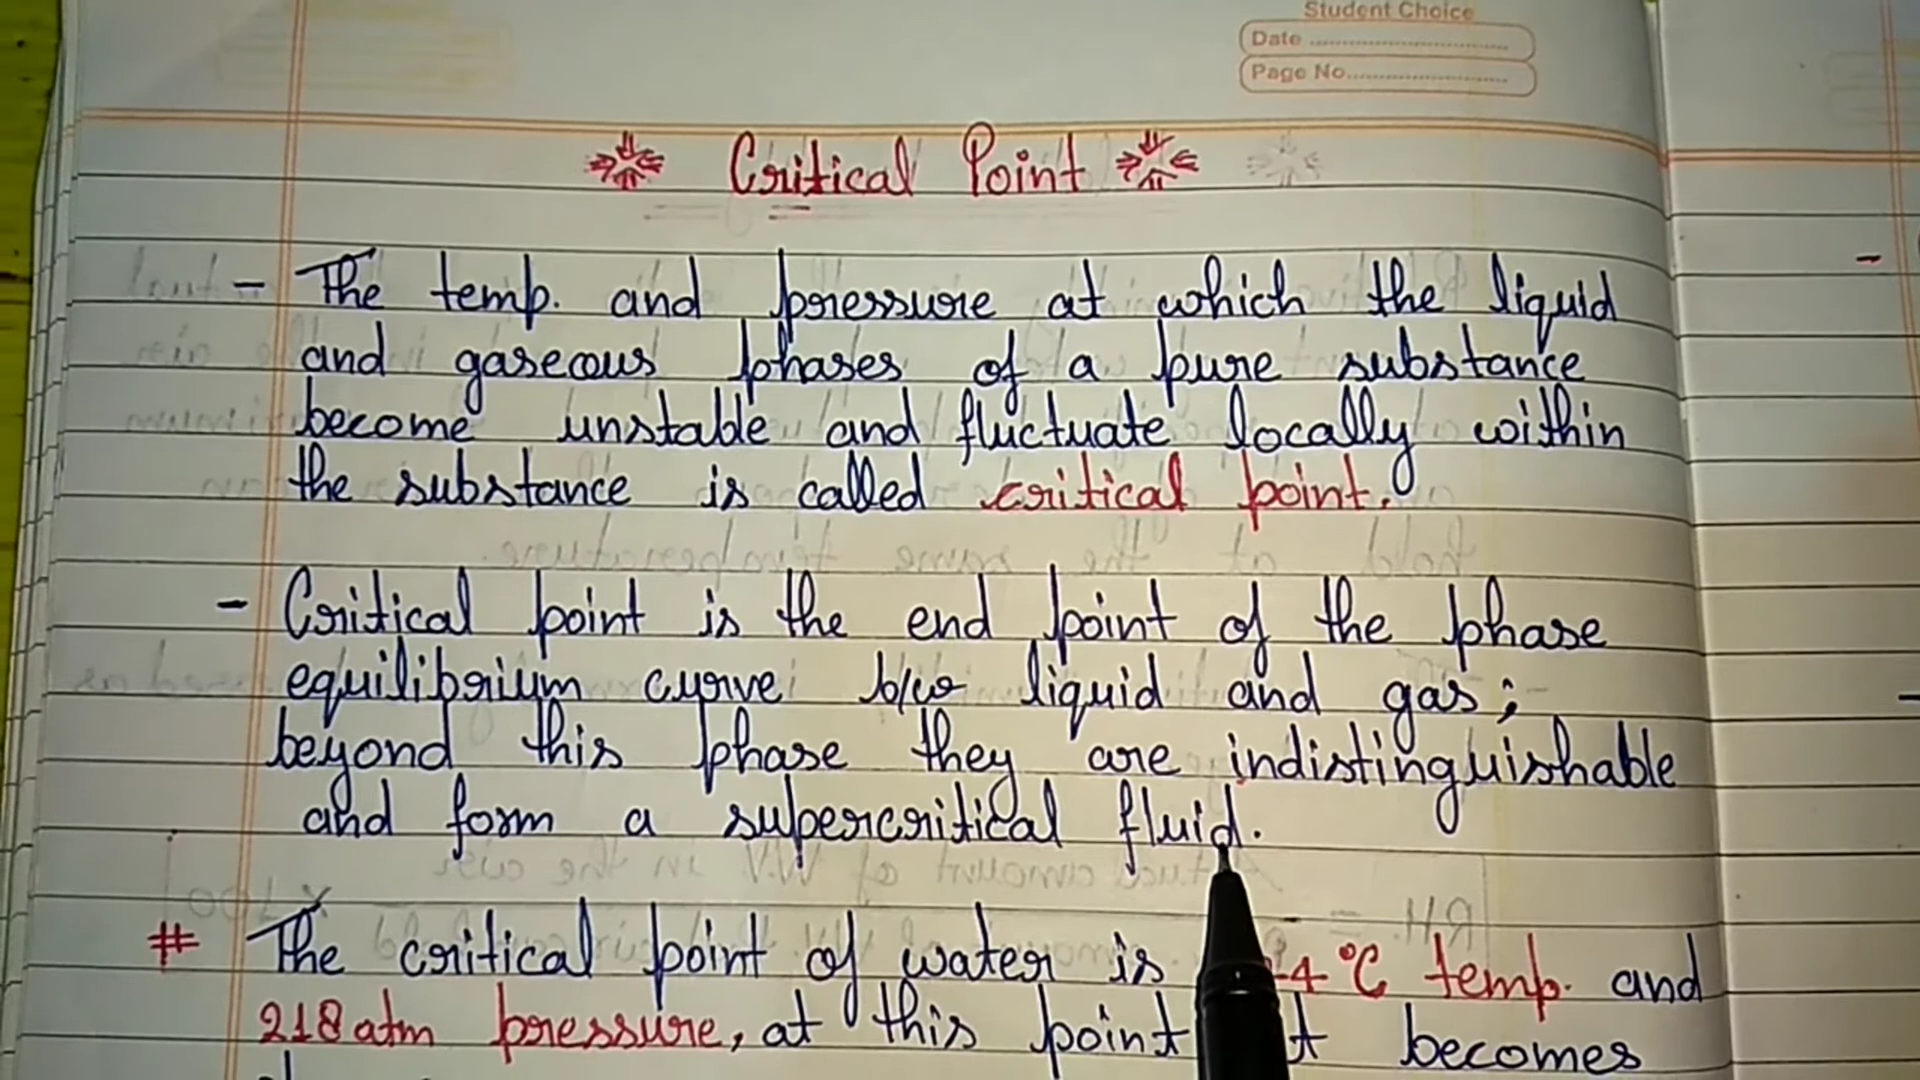 Student Choice
Date
Page No.
Critical Point
- The temp. and pressure at which the liquid
and gaseous phases of a pure substance
become unstable and fluctuate locally within
the substance is called critical point.
- Critical point is the end point of the phase
equilibrium curve b/w liquid and gas;
beyond this phase they are indistinguishable
and form a supercritical fluid.
# The critical point of water is 4°C temp. and
218 atm pressure, at this point becomes